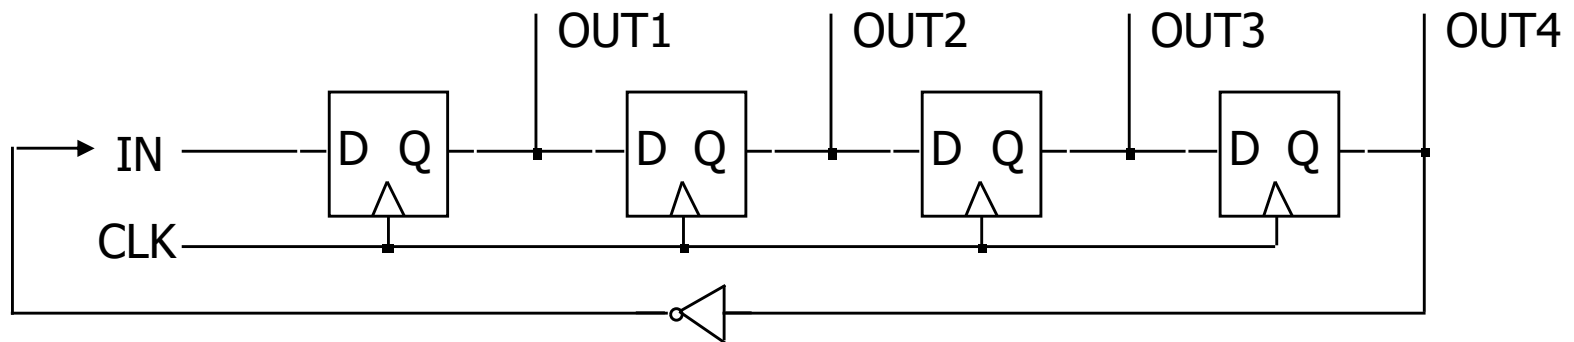 OUT1 OUT2 OUT3 OUT4
IN D Q D Q D Q D Q
CLK